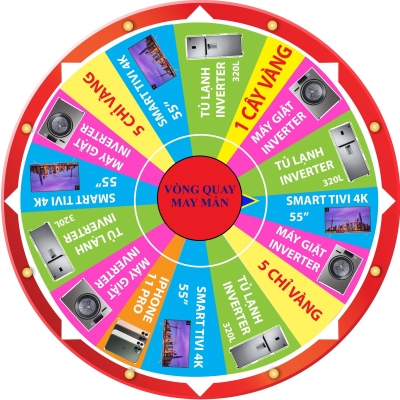 VÒNG QUAY
MAY MẮN
TỦ LẠNH
INVERTER
320L
1 CÂY VÀNG
MÁY GIẶT
INVERTER
TỦ LẠNH
INVERTER
320L
SMART TIVI 4K
55"
MÁY GIẶT
INVERTER
5 CHỈ VÀNG
TỦ LẠNH
INVERTER
320L
SMART TIVI 4K
55"
IPHONE
11 PRO
MÁY GIẶT
INVERTER
TỦ LẠNH
INVERTER
320L
SMART TIVI 4K
55"
MÁY GIẶT
INVERTER
5 CHỈ VÀNG
SMART TIVI 4K
55"